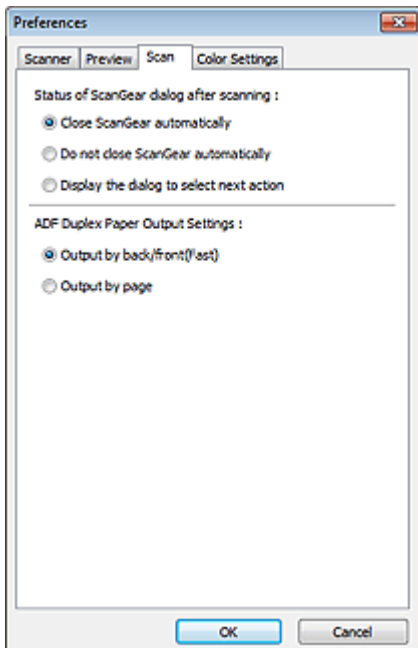 Preferences
Scanner Preview Scan Color Settings
Status of ScanGear dialog after scanning :
Close ScanGear automatically
Do not close ScanGear automatically
Display the dialog to select next action
ADF Duplex Paper Output Settings :
Output by back/front(Fast)
Output by page
OK Cancel